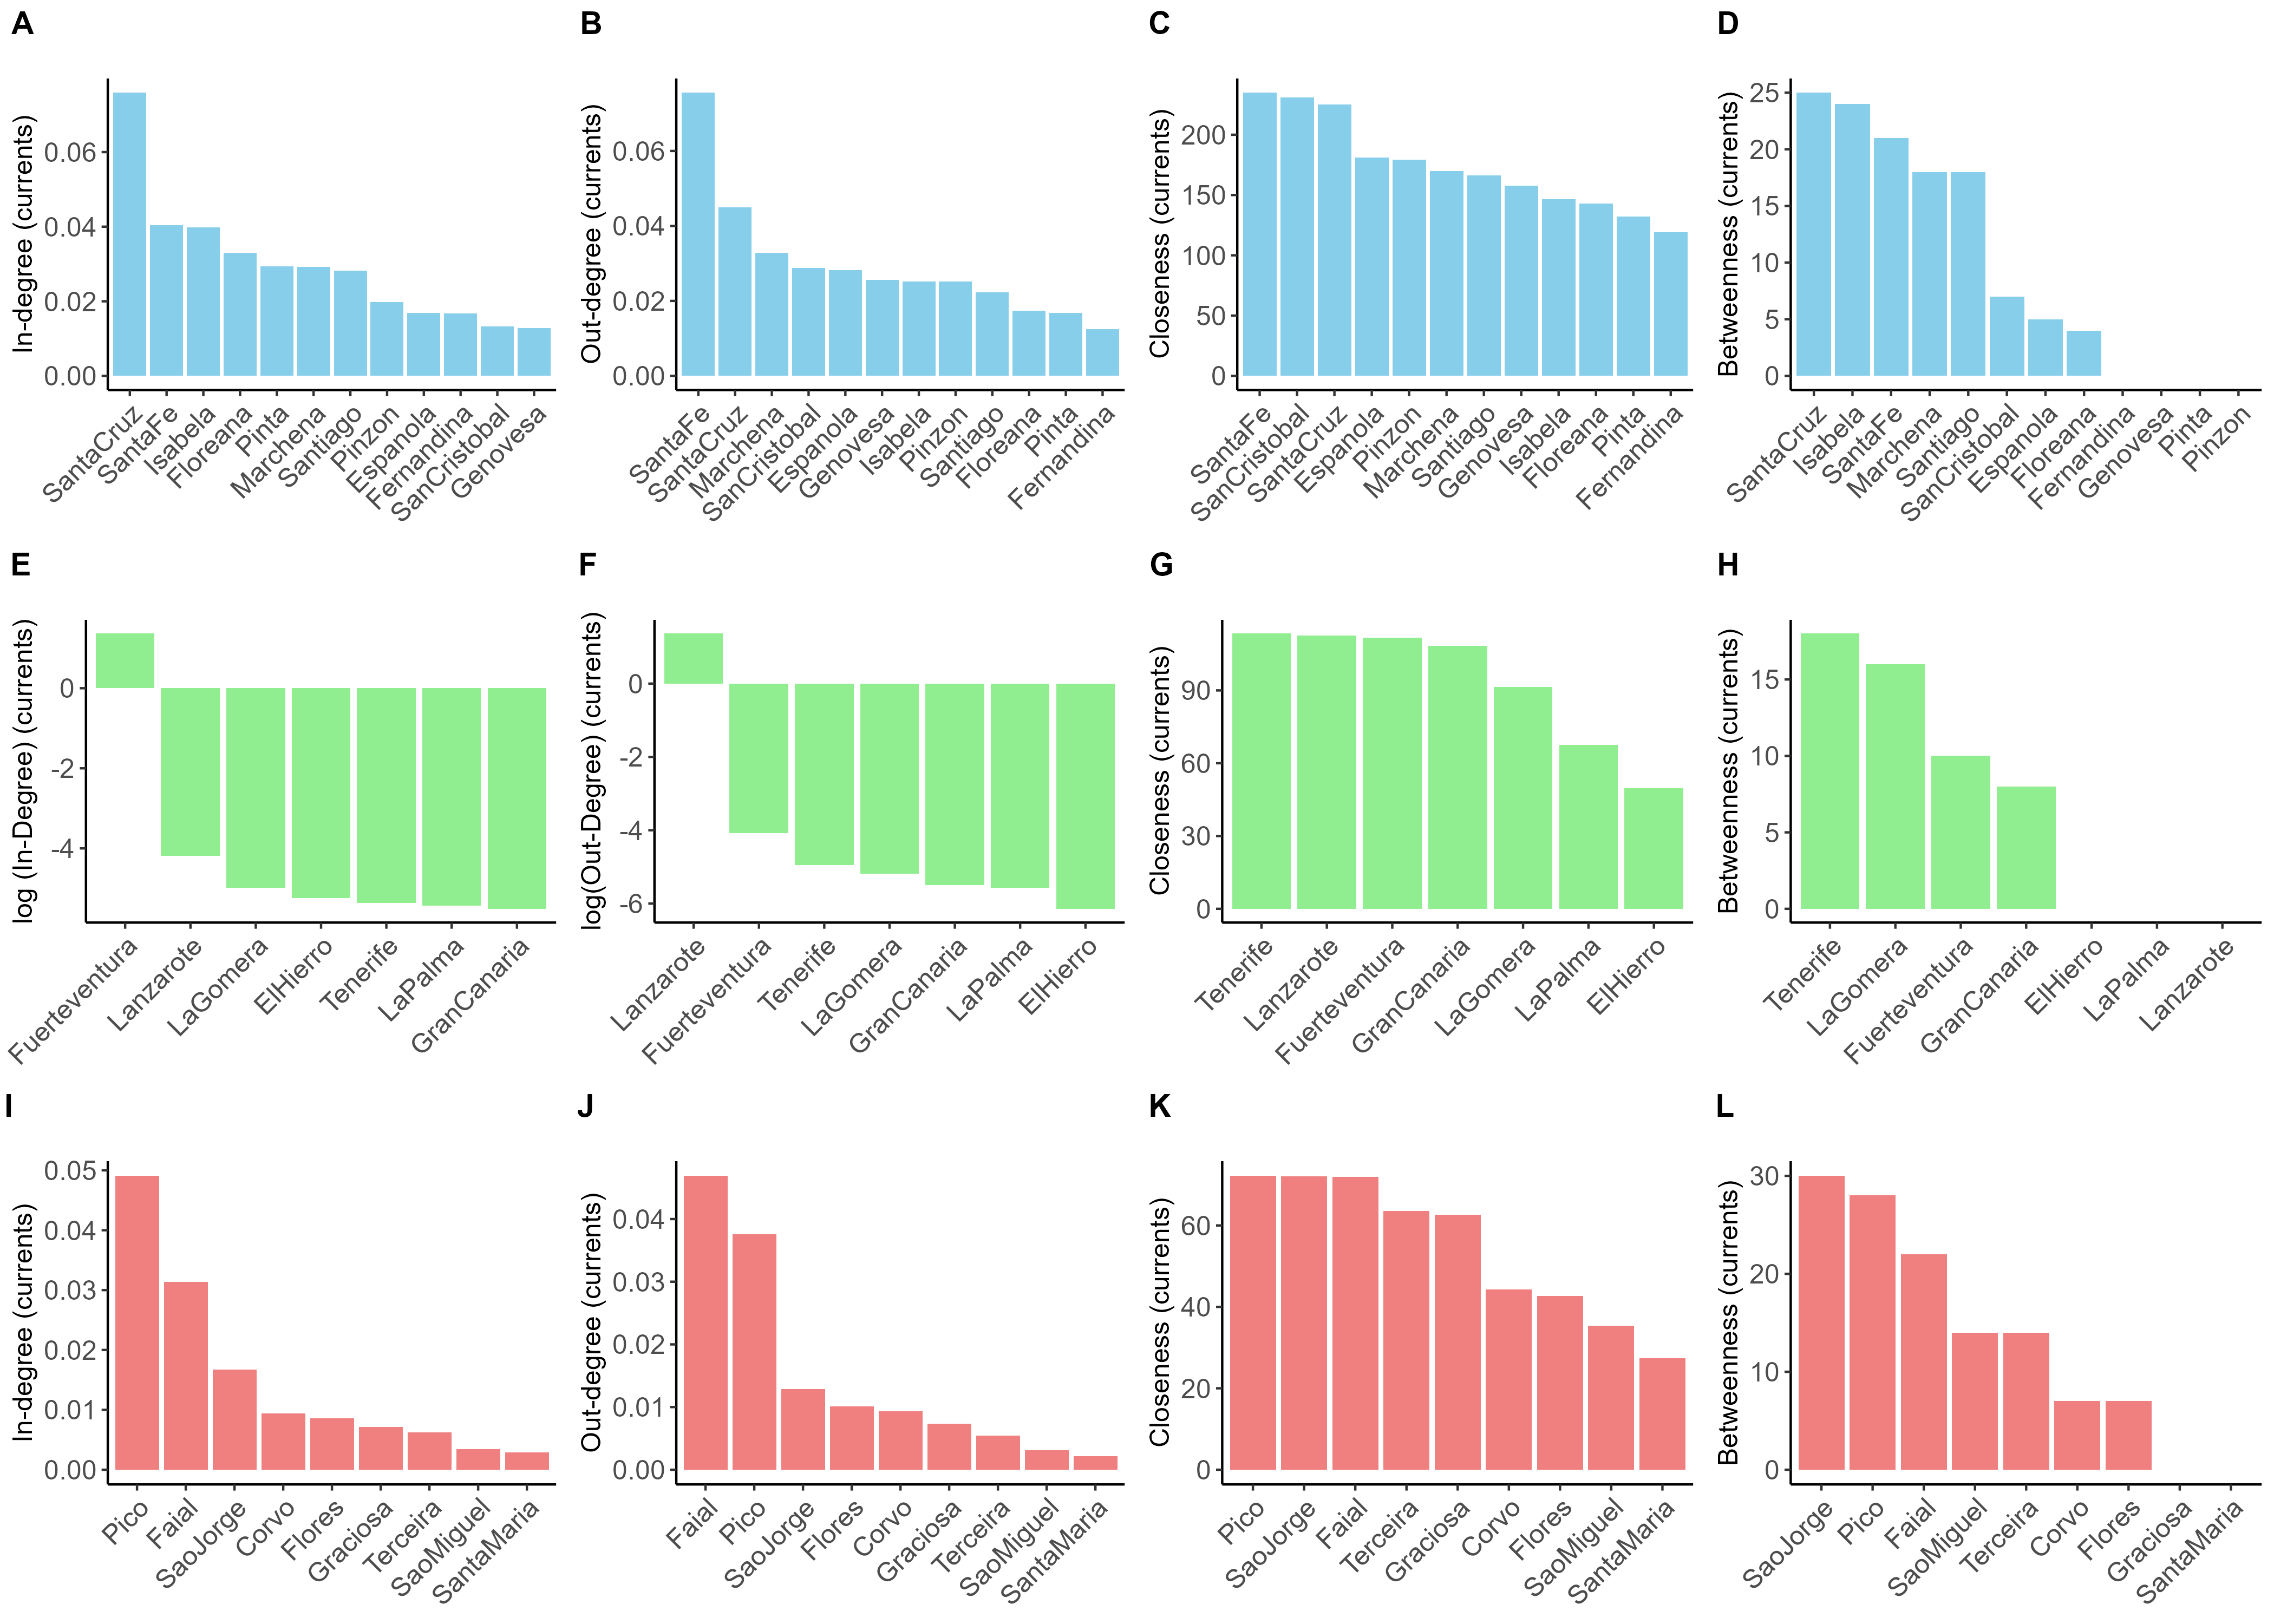 A
In-degree (currents)
0.06
0.04
0.02
0.00
SantaCruz
SantaFe
Isabela
Floreana
Pinta
Marchena
Santiago
Pinzon
Espanola
Fernandina
SanCristobal
Genovesa
B
Out-degree (currents)
0.06
0.04
0.02
0.00
SantaFe
SantaCruz
Marchena
SanCristobal
Espanola
Genovesa
Isabela
Pinzon
Santiago
Floreana
Pinta
Fernandina
C
Closeness (currents)
200
150
100
50
0
SantaFe
SanCristobal
SantaCruz
Espanola
Pinzon
Marchena
Santiago
Genovesa
Isabela
Floreana
Pinta
Fernandina
D
Betweenness (currents)
25
20
15
10
5
0
SantaCruz
Isabela
SantaFe
Marchena
Santiago
SanCristobal
Espanola
Floreana
Fernandina
Genovesa
Pinta
Pinzon
E
log (In-Degree) (currents)
0
-2
-4
Fuerteventura
Lanzarote
LaGomera
ElHierro
Tenerife
LaPalma
GranCanaria
F
log(Out-Degree) (currents)
0
-2
-4
-6
Lanzarote
Fuerteventura
Tenerife
LaGomera
GranCanaria
LaPalma
ElHierro
G
Closeness (currents)
90
60
30
0
Tenerife
Lanzarote
Fuerteventura
GranCanaria
LaGomera
LaPalma
ElHierro
H
Betweenness (currents)
15
10
5
0
Tenerife
LaGomera
Fuerteventura
GranCanaria
ElHierro
LaPalma
Lanzarote
I
In-degree (currents)
0.05
0.04
0.03
0.02
0.01
0.00
Pico
Faial
SaoJorge
Corvo
Flores
Graciosa
Terceira
SaoMiguel
SantaMaria
J
Out-degree (currents)
0.04
0.03
0.02
0.01
0.00
Faial
Pico
SaoJorge
Flores
Corvo
Graciosa
Terceira
SaoMiguel
SantaMaria
K
Closeness (currents)
60
40
20
0
Pico
SaoJorge
Faial
Terceira
Graciosa
Corvo
Flores
SaoMiguel
SantaMaria
L
Betweenness (currents)
30
20
10
0
SaoJorge
Pico
Faial
SaoMiguel
Terceira
Corvo
Flores
Graciosa
SantaMaria